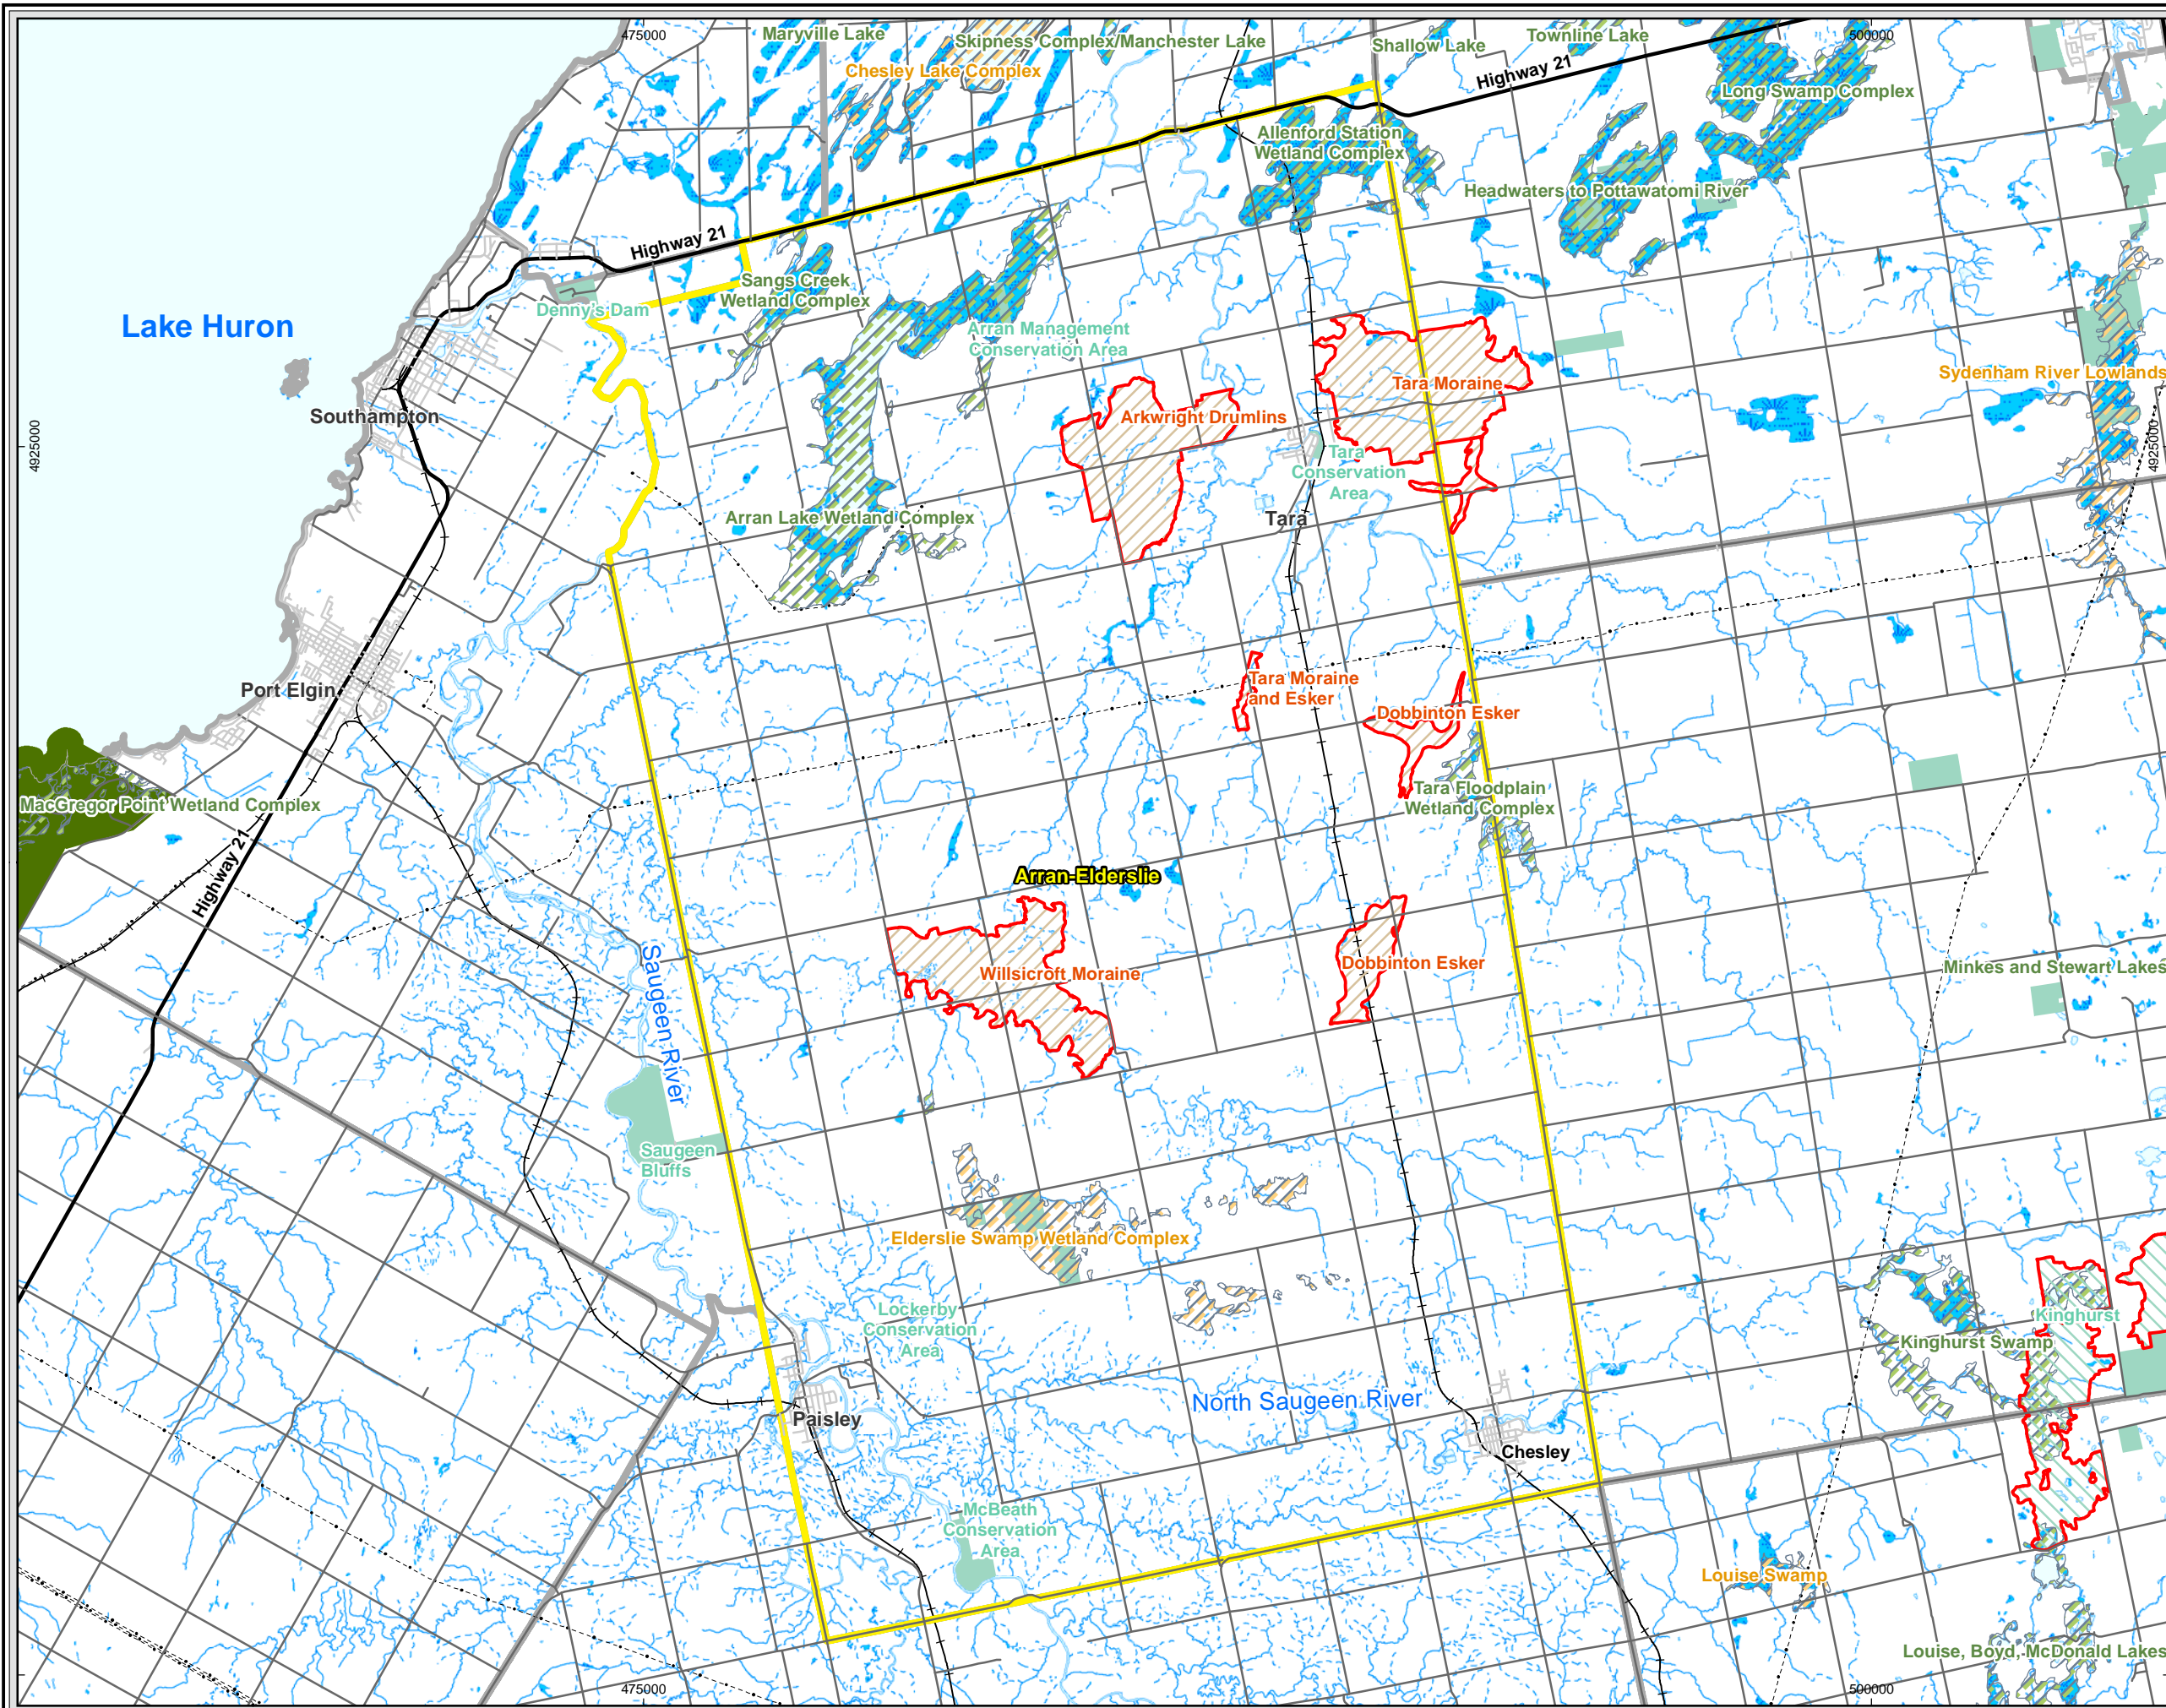 475000
500000
Maryville Lake
Skipness Complex/Manchester Lake
Shallow Lake
Townline Lake
Chesley Lake Complex
Highway 21
Long Swamp Complex
Allenford Station
Wetland Complex
Headwaters to Pottawatomi River
Highway 21
Sangs Creek
Wetland Complex
Denny's Dam
Lake Huron
Arran Management
Conservation Area
Sydenham River Lowlands
Tara Moraine
Southampton
Arkwright Drumlins
4925000
4925000
Tara
Conservation
Area
Arran Lake Wetland Complex
Tara
Port Elgin
Tara Moraine
and Esker
Dobbinton Esker
MacGregor Point Wetland Complex
Tara Floodplain
Wetland Complex
Highway 21
Arran-Elderslie
Saugeen River
Willsicroft Moraine
Dobbinton Esker
Minkes and Stewart Lakes
Saugeen
Bluffs
Elderslie Swamp Wetland Complex
Lockerby
Conservation
Area
Kinghurst
Kinghurst Swamp
North Saugeen River
Paisley
Chesley
McBeath
Conservation
Area
Louise Swamp
Louise, Boyd, McDonald Lakes
475000
500000